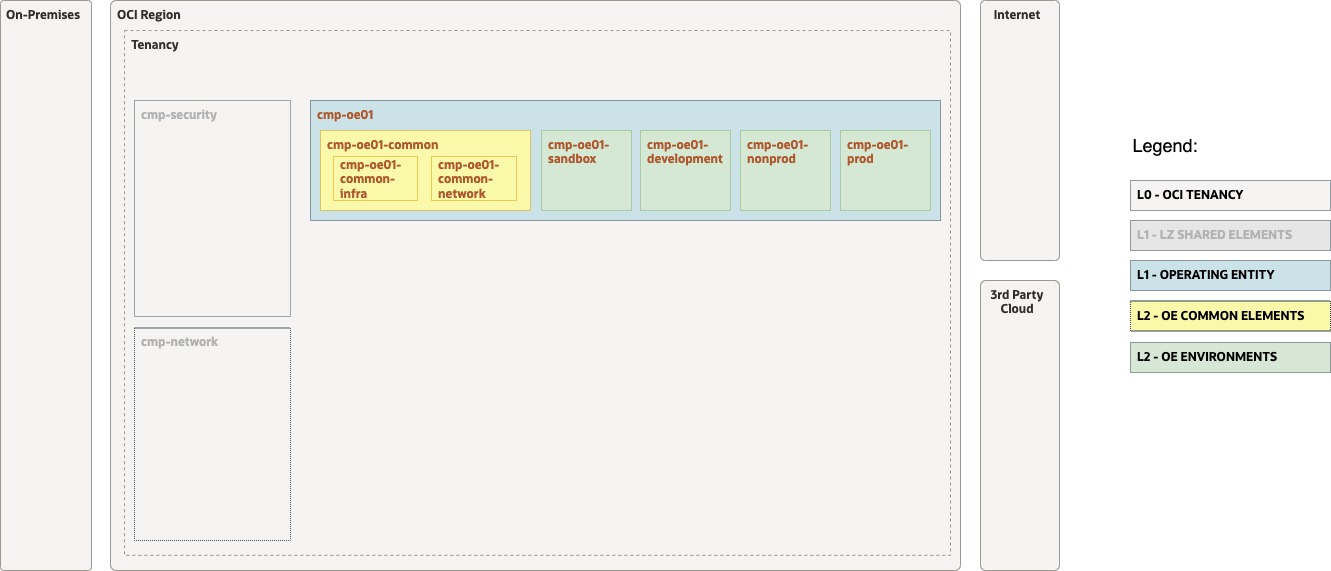 On-Premises
OCI Region
Tenancy
cmp-security
cmp-network
cmp-oe01
cmp-oe01-common
cmp-oe01-
common-
infra
cmp-oe01-
common-
network
cmp-oe01-
sandbox
cmp-oe01-
development
cmp-oe01-
nonprod
cmp-oe01-
prod
Internet
3rd Party
Cloud
Legend:
L0 - OCI TENANCY
L1 - LZ SHARED ELEMENTS
L1 - OPERATING ENTITY
L2 - OE COMMON ELEMENTS
L2 - OE ENVIRONMENTS